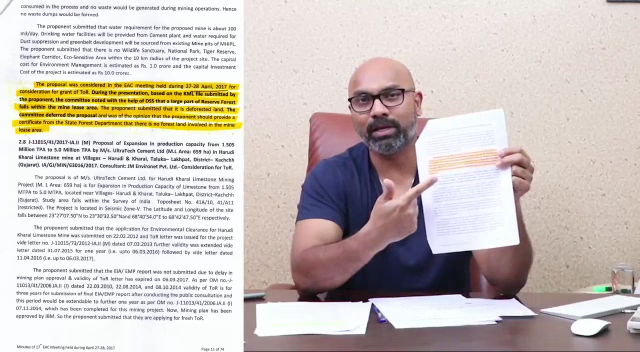 consumed in the process and no waste would be generated during mining operations. Hence
no waste dumps would be formed.
The proponent submitted that water requirement for the proposed mine is about 100
m3/day. Drinking water facilities will be provided from Cement plant and water required for
Dust suppression and greenbelt development will be sourced from existing Mine pits of
The proponent submitted that there is no Wildlife Sanctuary, National Park, Tiger Reserve,
Elephant Corridor, Eco-Sensitive Area within the 10 km radius of the project site. The capital
cost for Environment Management is estimated as Rs. 1.0 crore and the capital Investment
Cost of the project is estimated as Rs 10.0 crores.
The proposal was considered in the EAC meeting held during 27-28 April, 2017 for
consideration for grant of ToR. During the presentation, based on the KML file submitted by
the proponent, the committee noted with the help of DSS that a large part of Reserve Forest
falls within the mine lease area. The proponent submitted that it is deforested land. The
committee deferred the proposal and was of the opinion that the proponent should provide a
certificate from the State Forest Department that there is no forest land involved in the mine
lease area.
2.8 J-11015/41/2017-IA.II (M) Proposal of Expansion in production capacity from 1.505
Million TPA to 5.0 Million TPA by M/s. UltraTech Cement Ltd (M.L Area: 659 ha) in Harudi
Kharai Limestone mine at Villages – Harudi & Kharai, Taluka– Lakhpat, District– Kachchh
(Gujarat). IA/GJ/MIN/63016/2017. Consultant: JM Environet Pvt. Ltd- Consideration for ToR.
The proposal is of M/s.UltraTech Cement Ltd for Harudi Kharai Limestone Mining
Project (M. L Area: 659 ha) is for Expansion in Production Capacity of Limestone from 1.505
MTPA to 5.0 MTPA, located near Villages- Harudi & Kharai, Taluka– Lakhpat, District- Kachchh
(Gujarat). Study area falls within the Survey of India Toposheet No. 41A/10, 41/A11
(restricted). The Project is located in Seismic Zone-V. The Latitude and Longitude of the site
falls between
The proponent submitted that the application for Environmental Clearance for Harudi
Kharai Limestone Mine was submitted on 22.02.2012 and ToR letter was issued for the project
vide letter no. J-11015/73/2012-IA.II (M) dated 07.03.2013 further validity was extended vide
letter dated 31.07.2015 for one year (i.e. upto 06.03.2016) followed by vide letter dated
11.04.2016 (i.e. up to 06.03.2017).
The proponent submitted that the EIA/ EMP report was not submitted due to delay in
mining plan approval & validity of ToR letter has expired on 06.03.2017. As per OM no.-J-
11013/41/2006.IA.II (I) dated 22.03.2010, 22.08.2014, 08.10.2014 validity of ToR is for
three years for submission of final EIA/EMP report after conducting the public consultation and
this period would be extendable to further one year as per OM No. J-11013/41/2006-IA.II (I)
07.11.2014, which has been completed for this mining project. Now, Mining plan has been
approved by IBM. So the proponent submitted that they are applying for fresh ToR.
Minutes of 17th EAC Meeting held during April 27-28, 2017
Page 11 of 74